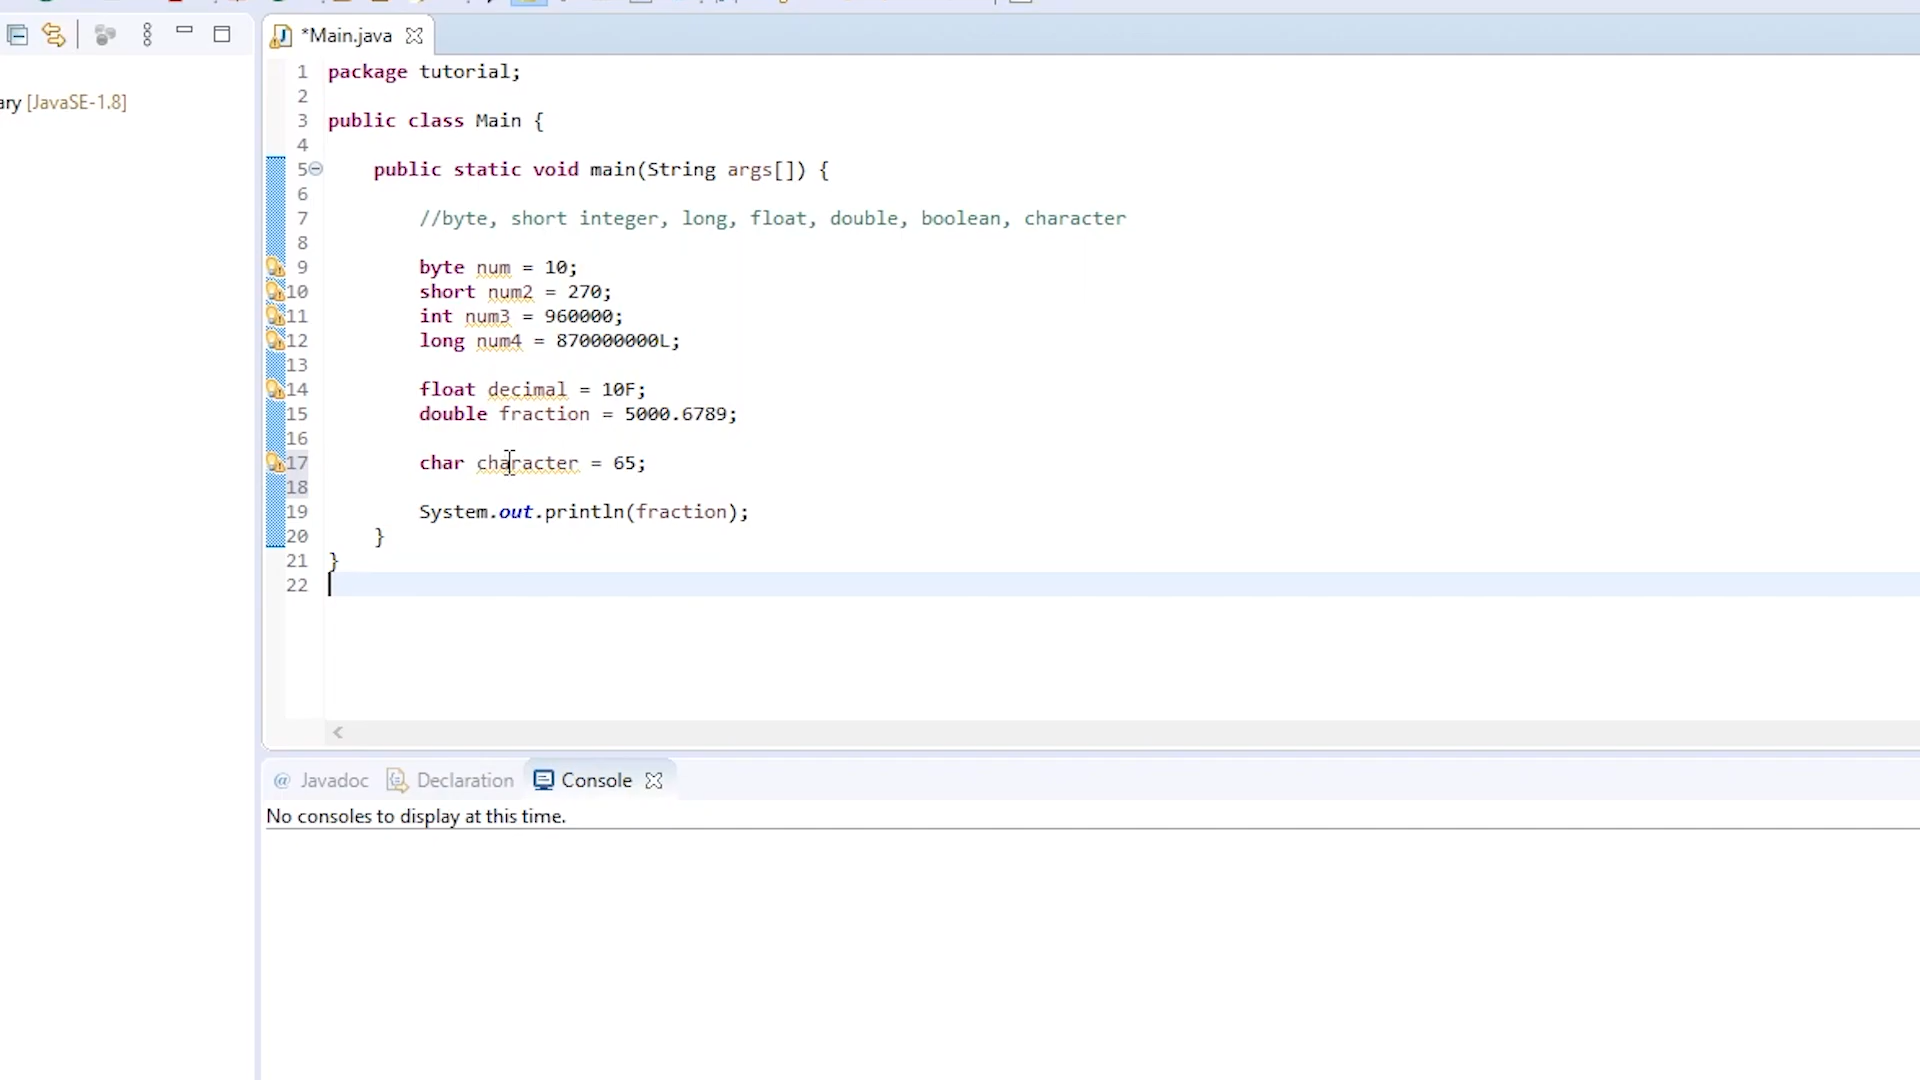 *Main.java
ary [JavaSE-1.8]
1 package tutorial;
2
3 public class Main {
4
5 public static void main(String args[]) {
6
7 //byte, short integer, long, float, double, boolean, character
8
9 byte num = 10;
10 short num2 = 270;
11 int num3 = 960000;
12 long num4 = 870000000L;
13
14 float decimal = 10F;
15 double fraction = 5000.6789;
16
17 char character = 65;
18
19 System.out.println(fraction);
20 }
21 }
22
@ Javadoc Declaration Console
No consoles to display at this time.